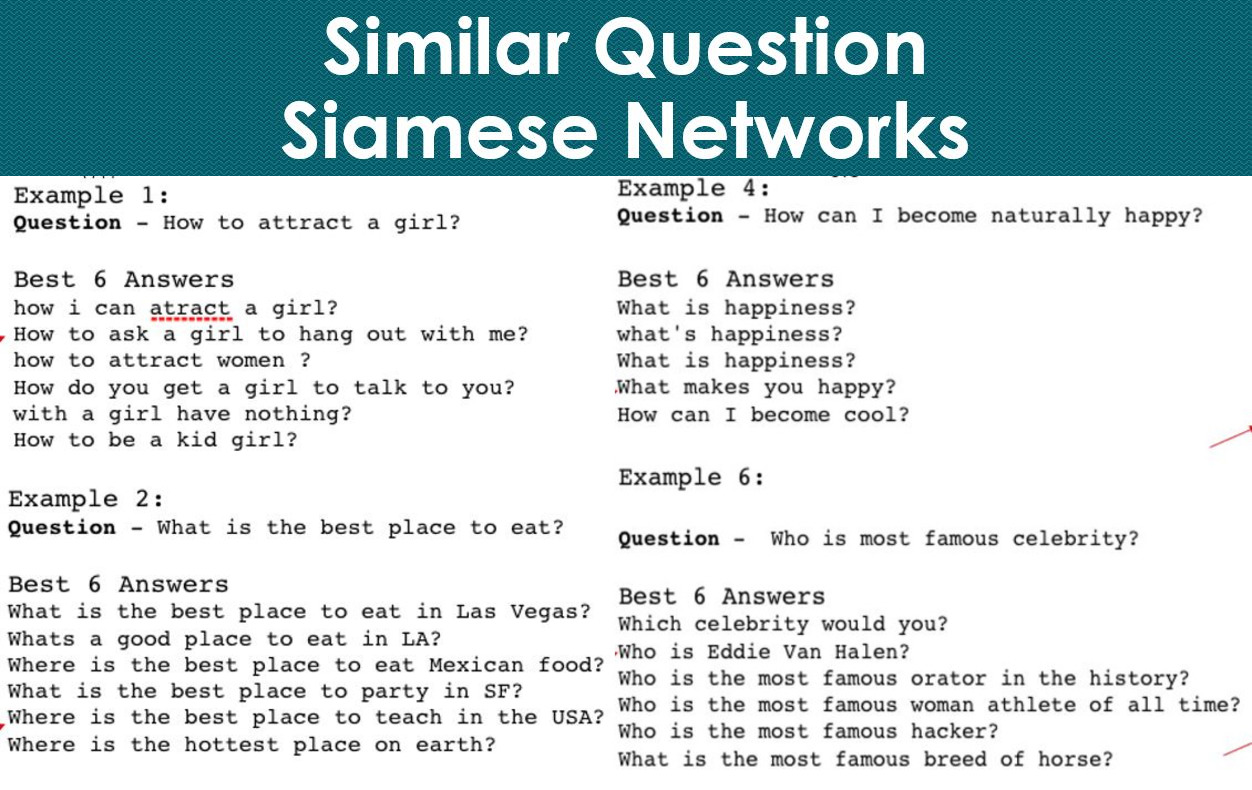 Similar Question
Siamese Networks
Example 1:
Question - How to attract a girl?
Best 6 Answers
how i can atract a girl?
How to ask a girl to hang out with me?
how to attract women ?
How do you get a girl to talk to you?
with a girl have nothing?
How to be a kid girl?
Example 2:
Question - What is the best place to eat?
Best 6 Answers
What is the best place to eat in Las Vegas?
Whats a good place to eat in LA?
Where is the best place to eat Mexican food?
What is the best place to party in SF?
Where is the best place to teach in the USA?
Where is the hottest place on earth?
Example 4:
Question - How can I become naturally happy?
Best 6 Answers
What is happiness?
what's happiness?
What is happiness?
What makes you happy?
How can I become cool?
Example 6:
Question - Who is most famous celebrity?
Best 6 Answers
Which celebrity would you?
Who is Eddie Van Halen?
Who is the most famous orator in the history?
Who is the most famous woman athlete of all time?
Who is the most famous hacker?
What is the most famous breed of horse?